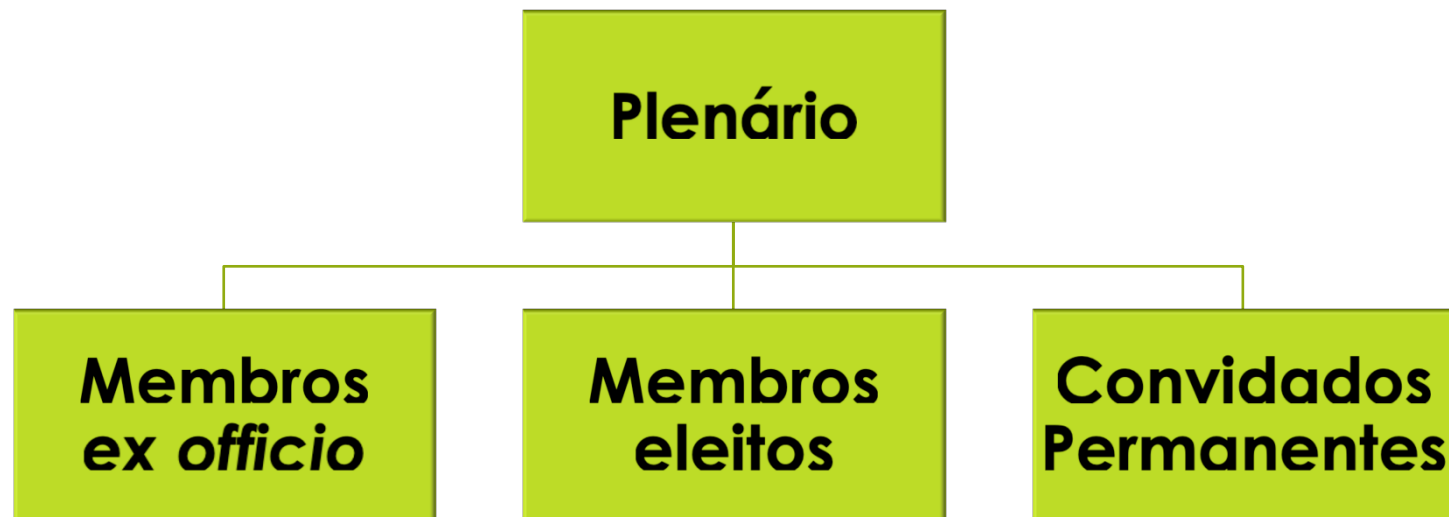 Plenário
Membros
ex officio
Membros
eleitos
Convidados
Permanentes